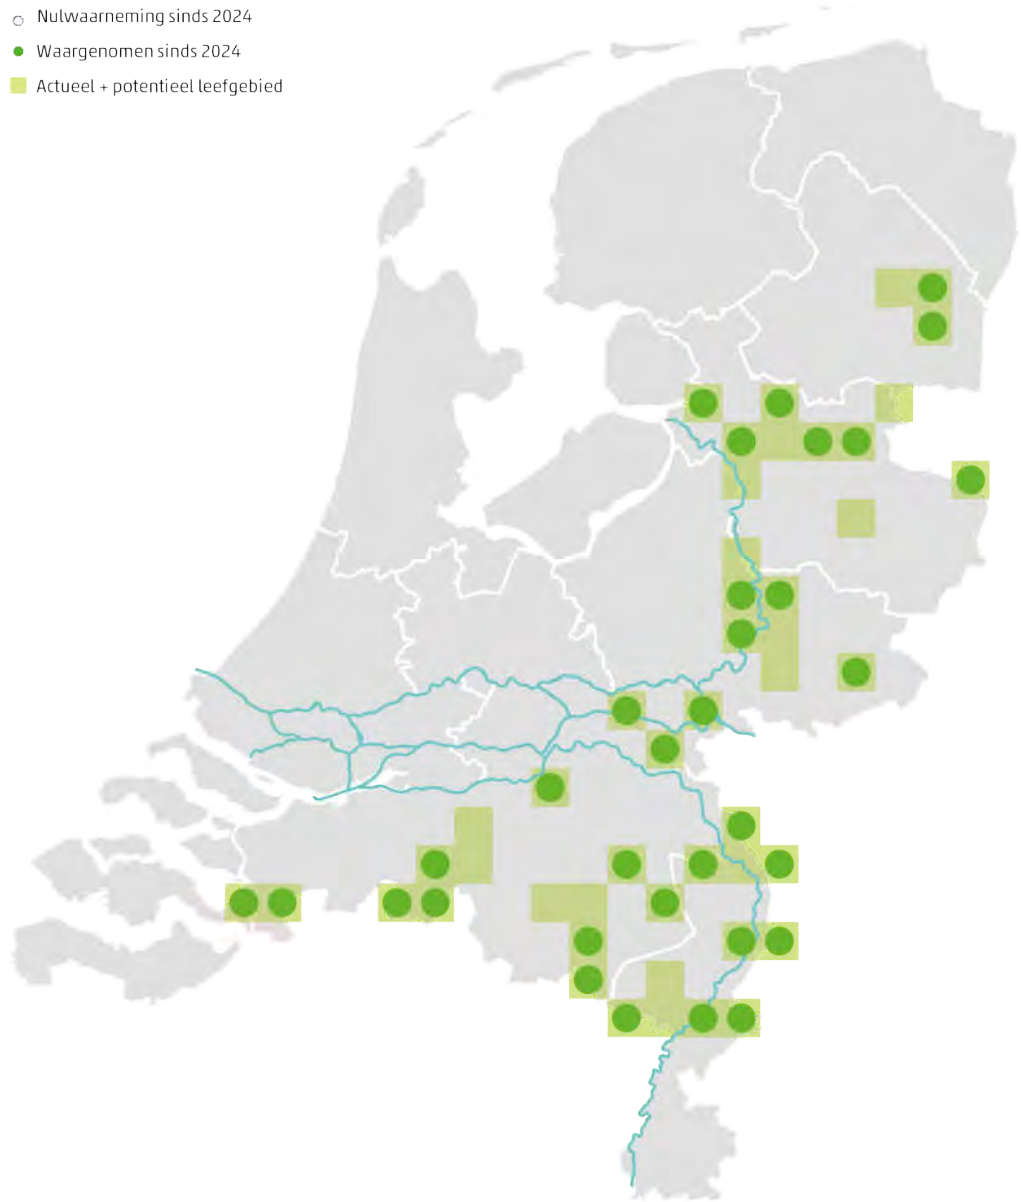 Nulwaarneming sinds 2024
Waargenomen sinds 2024
Actueel + potentieel leefgebied